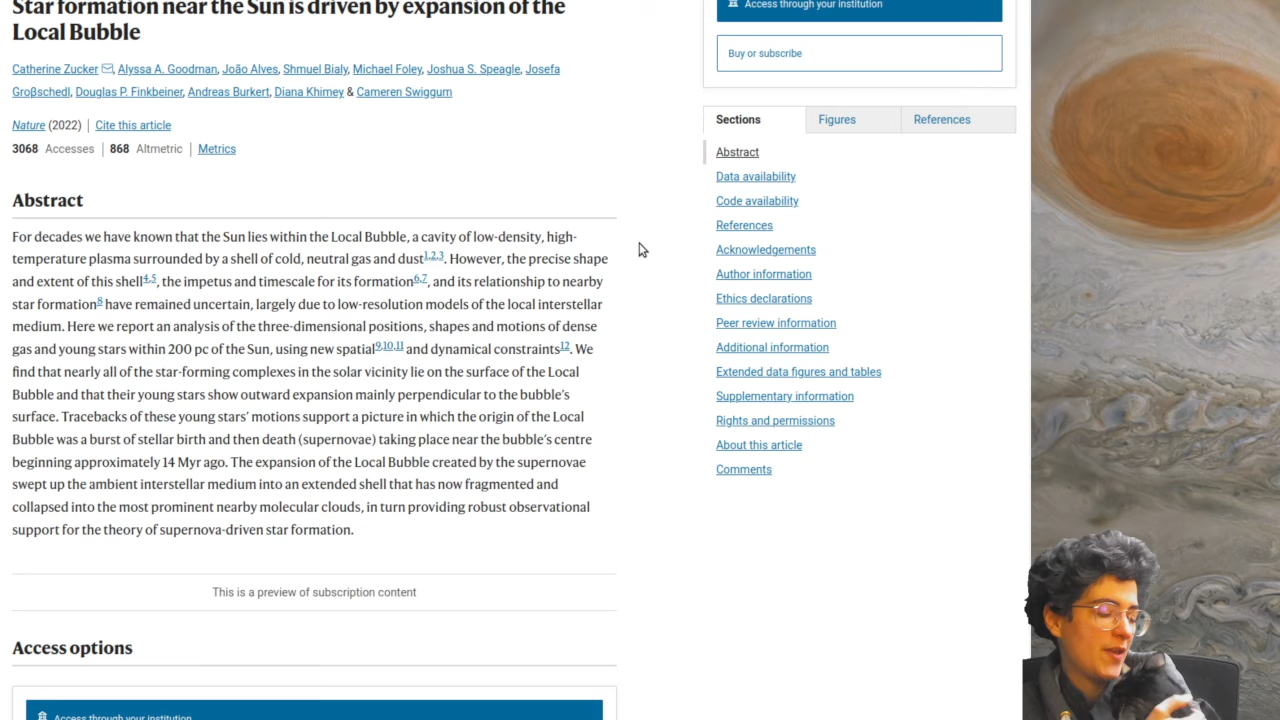 Star formation near the Sun is driven by expansion of the
Local Bubble
Catherine Zucker, Alyssa A. Goodman, João Alves, Shmuel Bialy, Michael Foley, Joshua S. Speagle, Josefa
Groβschedl, Douglas P. Finkbeiner, Andreas Burkert, Diana Khimey & Cameren Swiggum
Nature (2022) | Cite this article
3068 Accesses | 868 Altmetric | Metrics
Abstract
For decades we have known that the Sun lies within the Local Bubble, a cavity of low-density, high-
temperature plasma surrounded by a shell of cold, neutral gas and dust1,2,3. However, the precise shape
and extent of this shell4,5, the impetus and timescale for its formation6,7, and its relationship to nearby
star formation8 have remained uncertain, largely due to low-resolution models of the local interstellar
medium. Here we report an analysis of the three-dimensional positions, shapes and motions of dense
gas and young stars within 200 pc of the Sun, using new spatial9,10,11 and dynamical constraints12. We
find that nearly all of the star-forming complexes in the solar vicinity lie on the surface of the Local
Bubble and that their young stars show outward expansion mainly perpendicular to the bubble's
surface. Tracebacks of these young stars' motions support a picture in which the origin of the Local
Bubble was a burst of stellar birth and then death (supernovae) taking place near the bubble's centre
beginning approximately 14 Myr ago. The expansion of the Local Bubble created by the supernovae
swept up the ambient interstellar medium into an extended shell that has now fragmented and
collapsed into the most prominent nearby molecular clouds, in turn providing robust observational
support for the theory of supernova-driven star formation.
This is a preview of subscription content
Access options
Access through your institution
Access through your institution
Buy or subscribe
Sections
Figures
References
Abstract
Data availability
Code availability
References
Acknowledgements
Author information
Ethics declarations
Peer review information
Additional information
Extended data figures and tables
Supplementary information
Rights and permissions
About this article
Comments